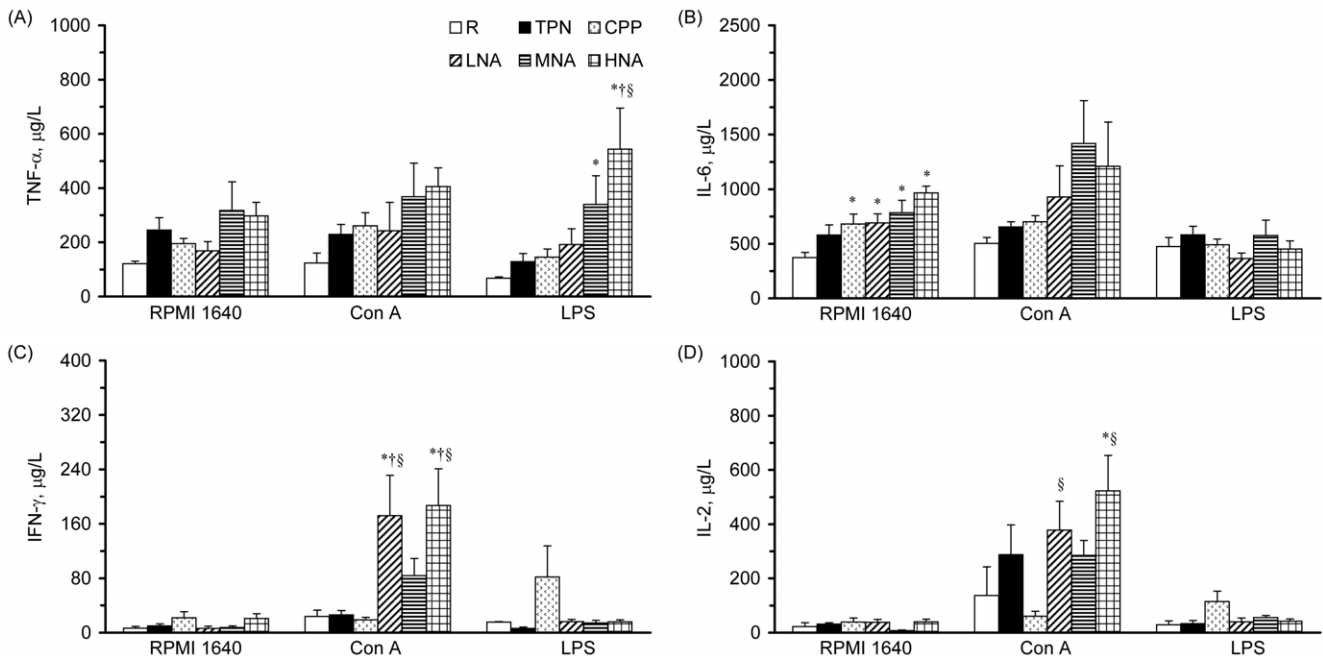 (A)
TNF-α, µg/L
1000
800
600
400
200
0
R TPN CPP
LNA MNA HNA
*
*†§
RPMI 1640 Con A LPS
(B)
IL-6, µg/L
2500
2000
1500
1000
500
0
* * * *
RPMI 1640 Con A LPS
(C)
IFN-γ, µg/L
400
320
240
160
80
0
*†§ *†§
RPMI 1640 Con A LPS
(D)
IL-2, µg/L
1000
800
600
400
200
0
§
*§
RPMI 1640 Con A LPS